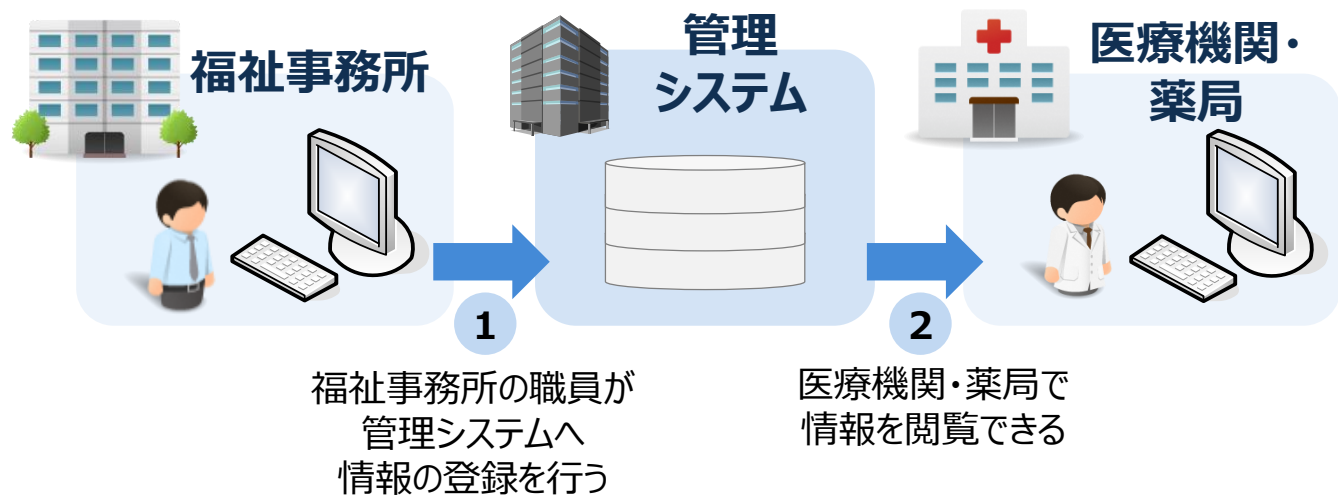 福祉事務所
管理
システム
医療機関・
薬局
1
福祉事務所の職員が
管理システムへ
情報の登録を行う
2
医療機関・薬局で
情報を閲覧できる